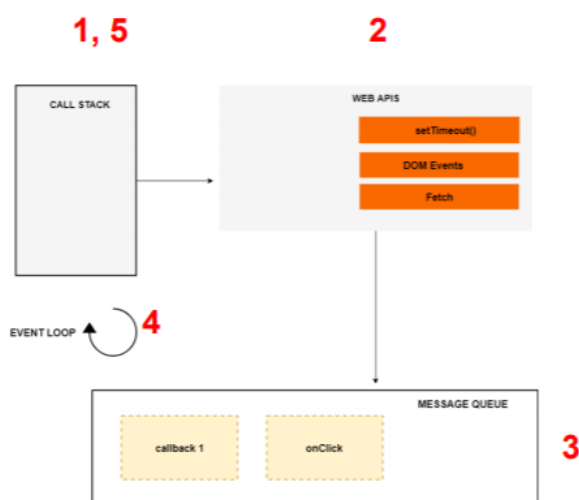 1, 5
2
CALL STACK
WEB APIS
setTimeout()
DOM Events
Fetch
EVENT LOOP
4
MESSAGE QUEUE
callback 1
onClick
3